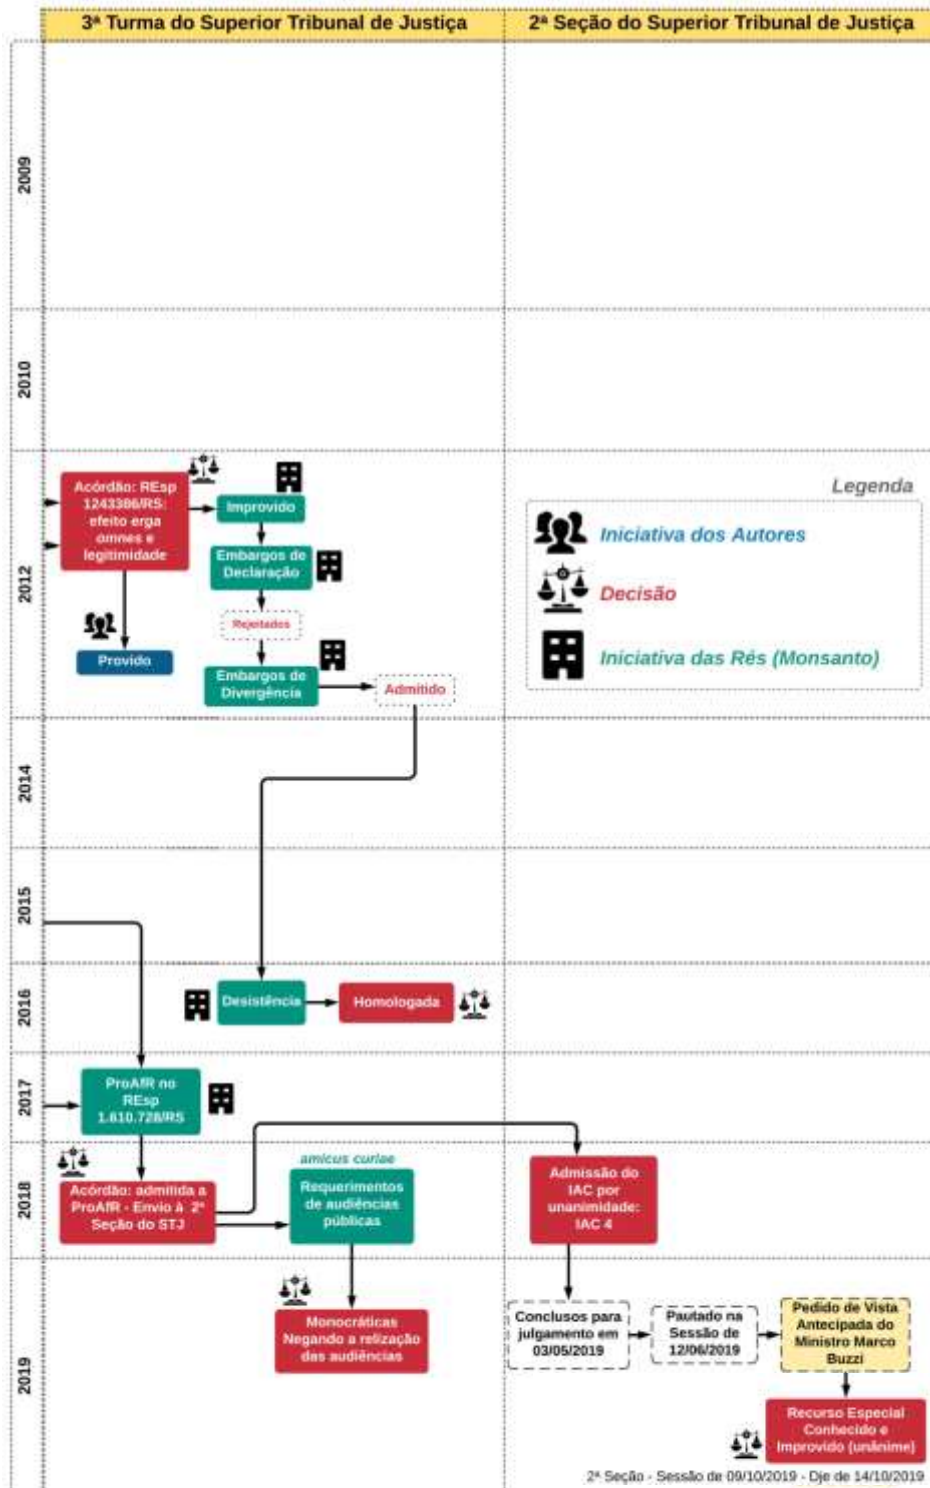 3ª Turma do Superior Tribunal de Justiça
2ª Seção do Superior Tribunal de Justiça
2009
2010
2012
Acórdão: REsp
1243386/RS:
efeito erga
omnes e
legitimidade
Improvido
Embargos de
Declaração
Rejeitados
Provido
Embargos de
Divergência
Admitido
Legenda
Iniciativa dos Autores
Decisão
Iniciativa das Rés (Monsanto)
2014
2015
2016
Desistência
Homologada
2017
ProAfR no
REsp
1.610.728/RS
2018
Acórdão: admitida a
ProAfR - Envio à 2ª
Seção do STJ
amicus curiae
Requerimentos
de audiências
públicas
Admissão do
IAC por
unanimidade:
IAC 4
2019
Monocráticas
Negando a relização
das audiências
Conclusos para
julgamento em
03/05/2019
Pautado na
Sessão de
12/06/2019
Pedido de Vista
Antecipada do
Ministro Marco
Buzzi
Recurso Especial
Conhecido e
Improvido (unânime)
2ª Seção - Sessão de 09/10/2019 - Dje de 14/10/2019